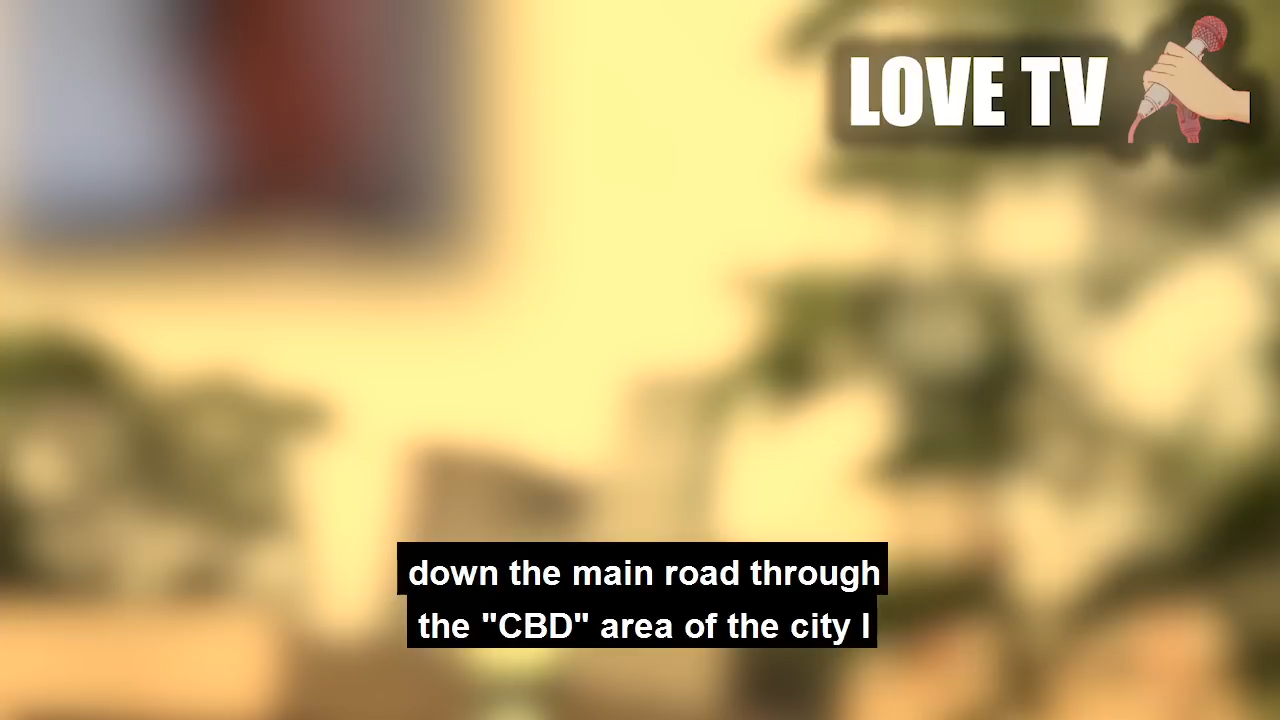 LOVE TV
down the main road through
the "CBD" area of the city I